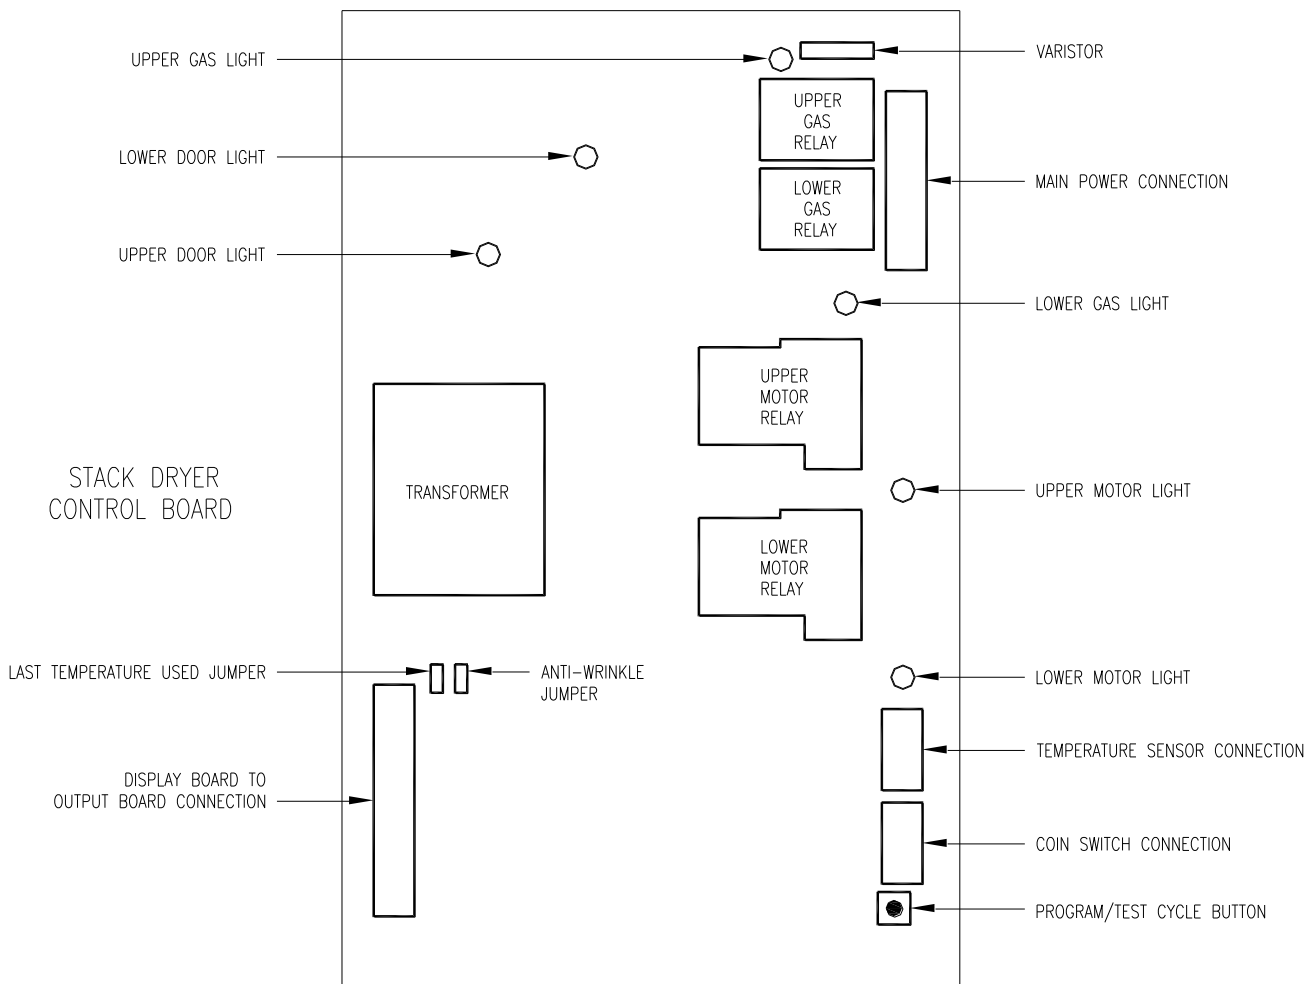 UPPER GAS LIGHT
VARISTOR
UPPER
GAS
RELAY
LOWER DOOR LIGHT
LOWER
GAS
RELAY
MAIN POWER CONNECTION
UPPER DOOR LIGHT
LOWER GAS LIGHT
UPPER
MOTOR
RELAY
STACK DRYER
CONTROL BOARD
TRANSFORMER
UPPER MOTOR LIGHT
LOWER
MOTOR
RELAY
LAST TEMPERATURE USED JUMPER
ANTI-WRINKLE
JUMPER
LOWER MOTOR LIGHT
TEMPERATURE SENSOR CONNECTION
DISPLAY BOARD TO
OUTPUT BOARD CONNECTION
COIN SWITCH CONNECTION
PROGRAM/TEST CYCLE BUTTON